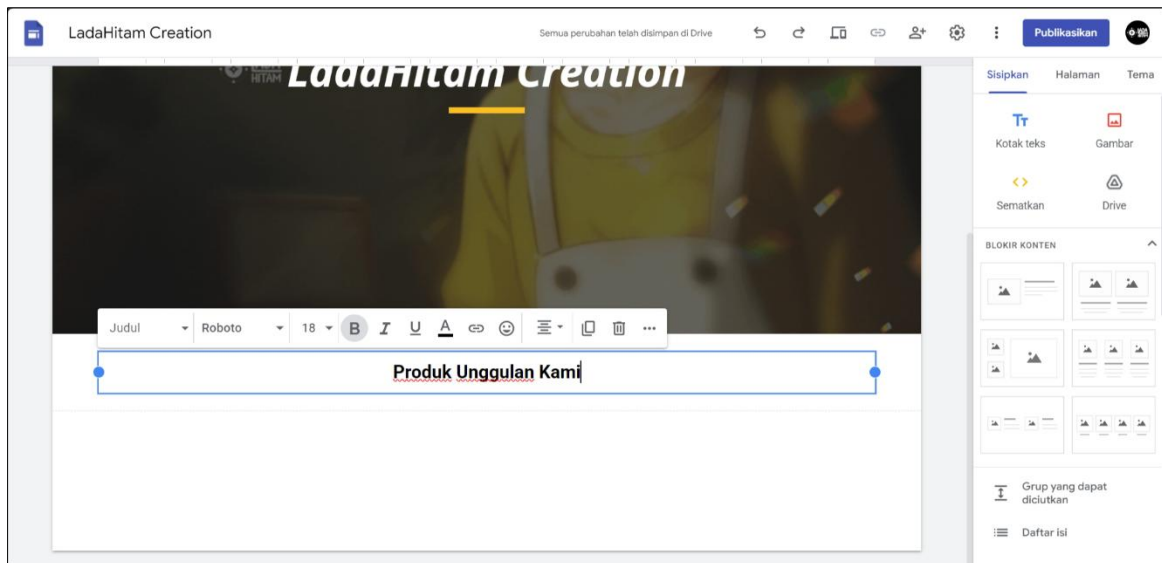 LadaHitam Creation
Semua perubahan telah disimpan di Drive
Publikasikan
HITAM
LadaHitam Creation
Sisipkan Halaman Tema
Tт
Kotak teks Gambar
Sematkan Drive
BLOKIR KONTEN
Judul Roboto 18 B I U A
Produk Unggulan Kami
Grup yang dapat
diciutkan
Daftar isi